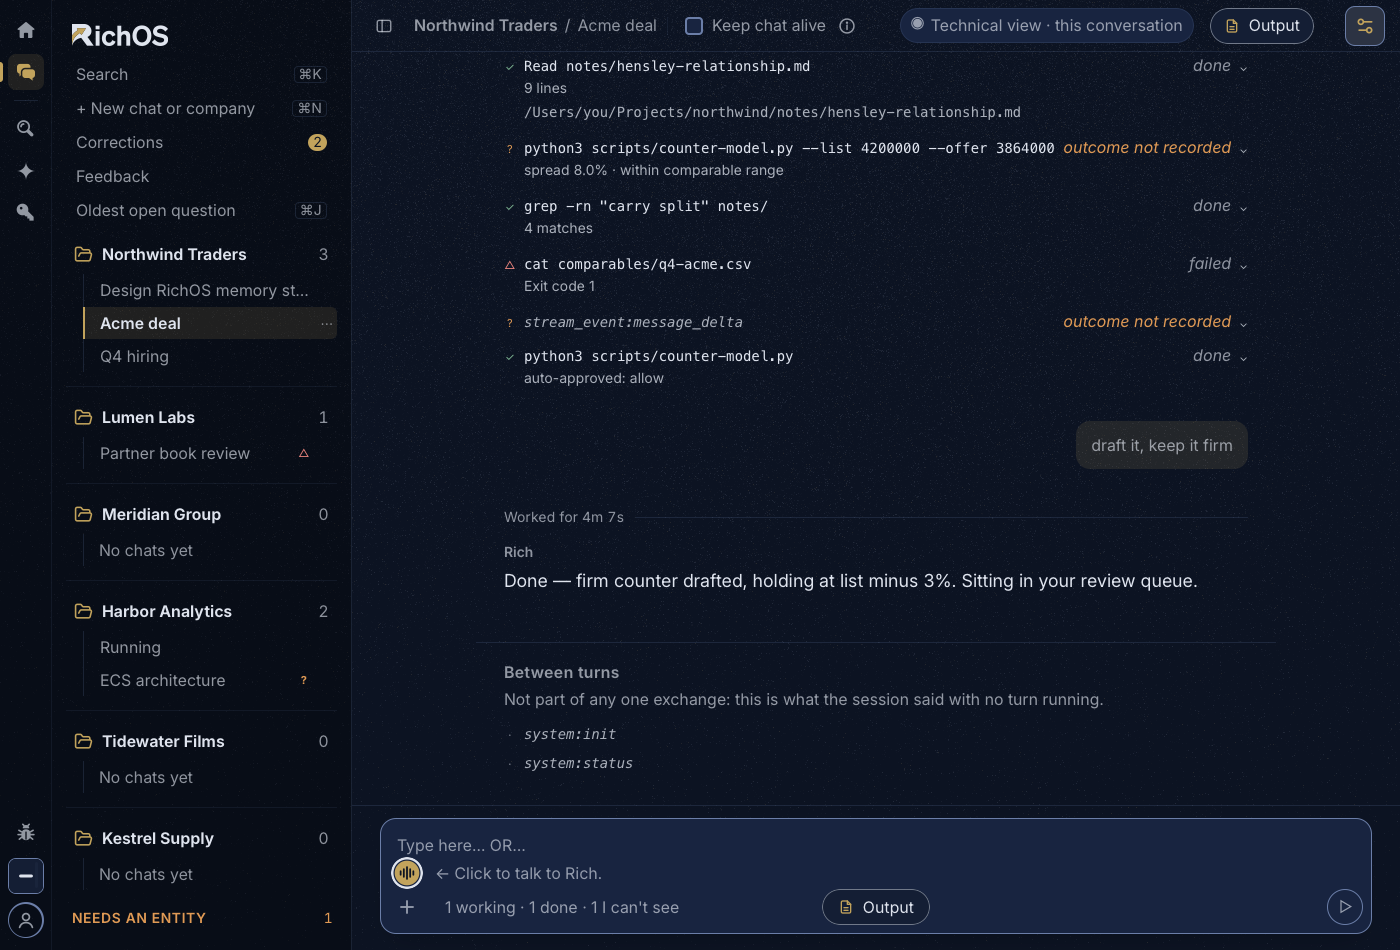 RichOS
Search ⌘K
+ New chat or company ⌘N
Corrections 2
Feedback
Oldest open question ⌘J
Northwind Traders 3
Design RichOS memory st...
Acme deal ...
Q4 hiring
Lumen Labs 1
Partner book review
Meridian Group 0
No chats yet
Harbor Analytics 2
Running
ECS architecture ?
Tidewater Films 0
No chats yet
Kestrel Supply 0
No chats yet
NEEDS AN ENTITY 1
Northwind Traders / Acme deal Keep chat alive Technical view · this conversation Output
✓ Read notes/hensley-relationship.md done
9 lines
/Users/you/Projects/northwind/notes/hensley-relationship.md
? python3 scripts/counter-model.py --list 4200000 --offer 3864000 outcome not recorded
spread 8.0% · within comparable range
✓ grep -rn "carry split" notes/ done
4 matches
△ cat comparables/q4-acme.csv failed
Exit code 1
? stream_event:message_delta outcome not recorded
✓ python3 scripts/counter-model.py done
auto-approved: allow
draft it, keep it firm
Worked for 4m 7s
Rich
Done — firm counter drafted, holding at list minus 3%. Sitting in your review queue.
Between turns
Not part of any one exchange: this is what the session said with no turn running.
· system:init
· system:status
Type here... OR...
← Click to talk to Rich.
1 working · 1 done · 1 I can't see Output